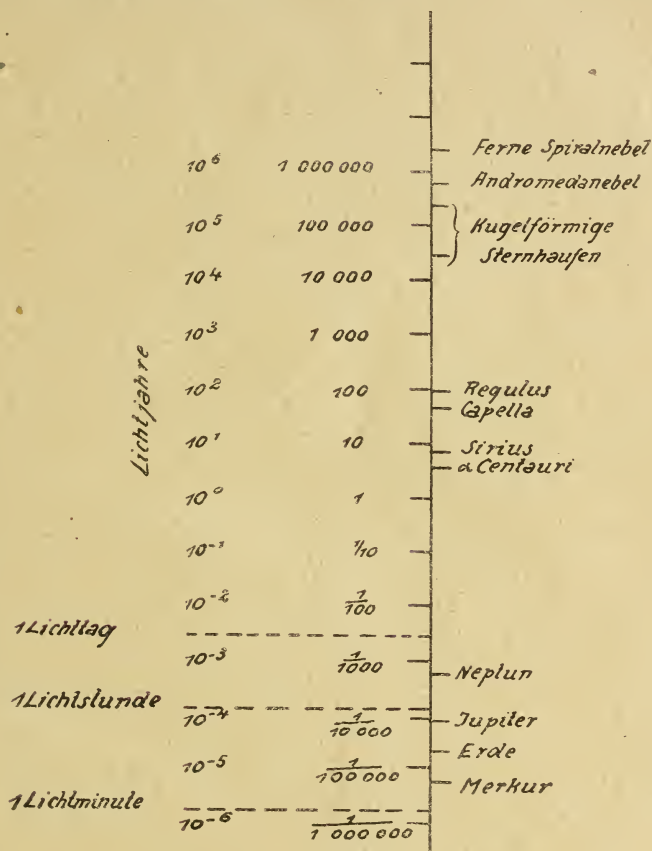 Ferne Spiralnebel
10⁶ 1 000 000
Andromedanebel
10⁵ 100 000 Kugelförmige
Sternhaufen
10⁴ 10 000
10³ 1 000
Lichtjahre
10² 100 Regulus
Capella
10¹ 10 Sirius
α Centauri
10⁰ 1
10⁻¹ 1/10
10⁻² 1/100
1 Lichttag
10⁻³ 1/1000 Neptun
1 Lichtstunde
10⁻⁴ 1/10 000 Jupiter
Erde
10⁻⁵ 1/100 000
Merkur
1 Lichtminute
10⁻⁶ 1/1 000 000